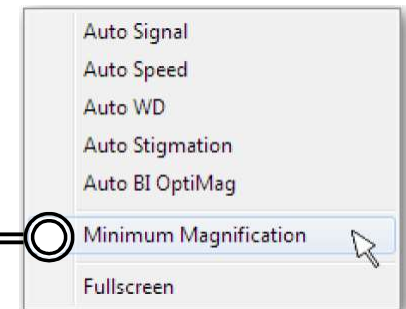 Auto Signal
Auto Speed
Auto WD
Auto Stigmation
Auto BI OptiMag
Minimum Magnification
Fullscreen